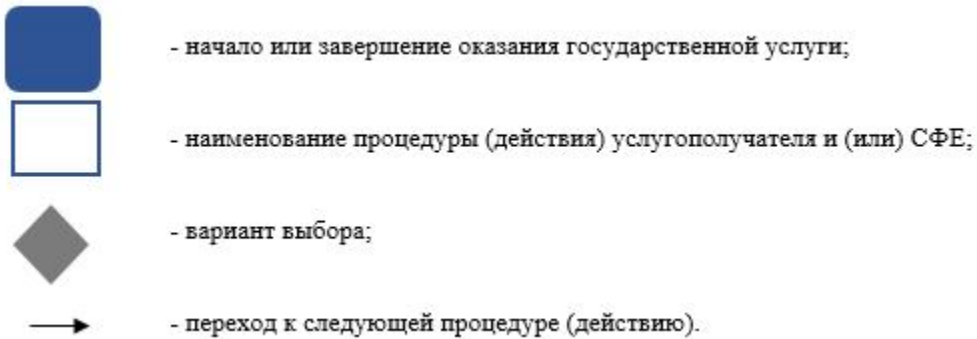 - начало или завершение оказания государственной услуги;
- наименование процедуры (действия) услугополучателя и (или) СФЕ;
- вариант выбора;
- переход к следующей процедуре (действию).